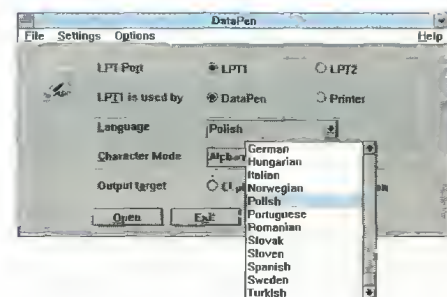 DataPen
File Settings Options Help
LPT Port LPT1 LPT2
LPT1 is used by DataPen Printer
Language Polish
Character Mode
Output target
Open Exit
German
Hungarian
Italian
Norwegian
Polish
Portuguese
Romanian
Slovak
Sloven
Spanish
Sweden
Turkish